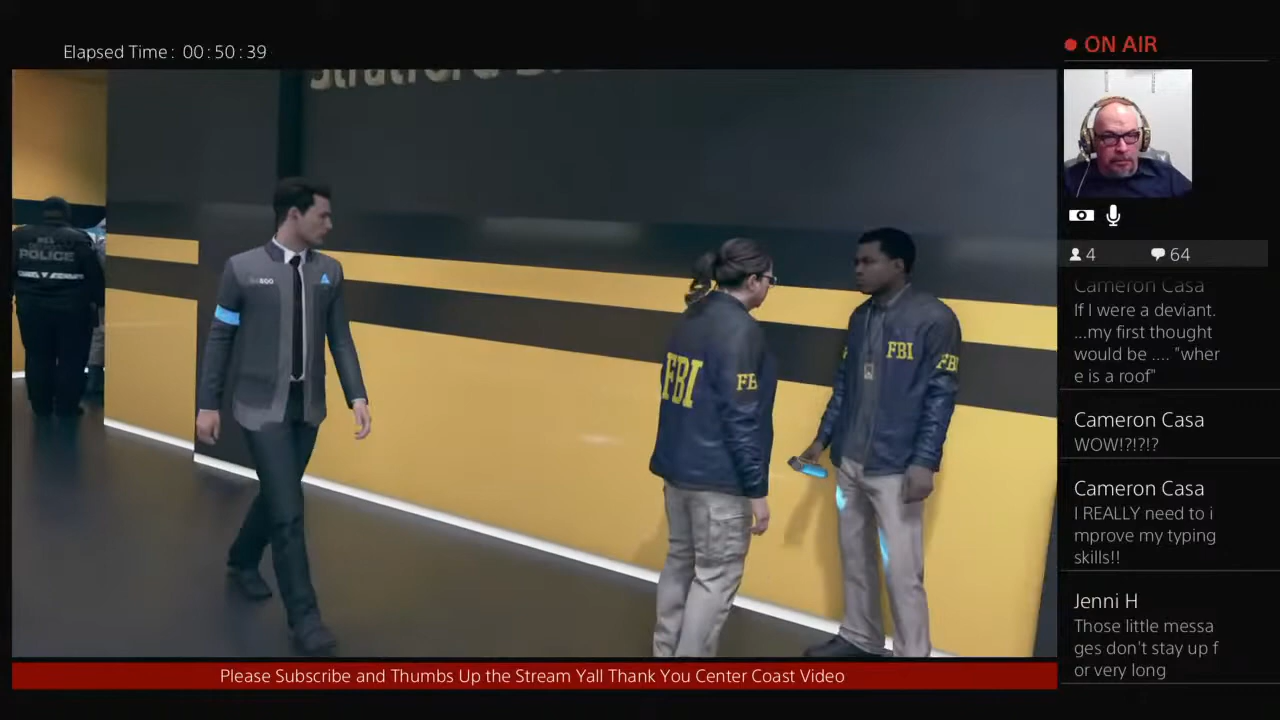 Elapsed Time: 00:50:39
ON AIR
4
64
Cameron Casa
If I were a deviant.
...my first thought
would be .... "wher
e is a roof"
Cameron Casa
WOW!?!?!?
Cameron Casa
I REALLY need to i
mprove my typing
skills!!
Jenni H
Those little messa
ges don't stay up f
or very long
Stratford
POLICE
FBI
FB
FBI
FBI
Please Subscribe and Thumbs Up the Stream Yall Thank You Center Coast Video